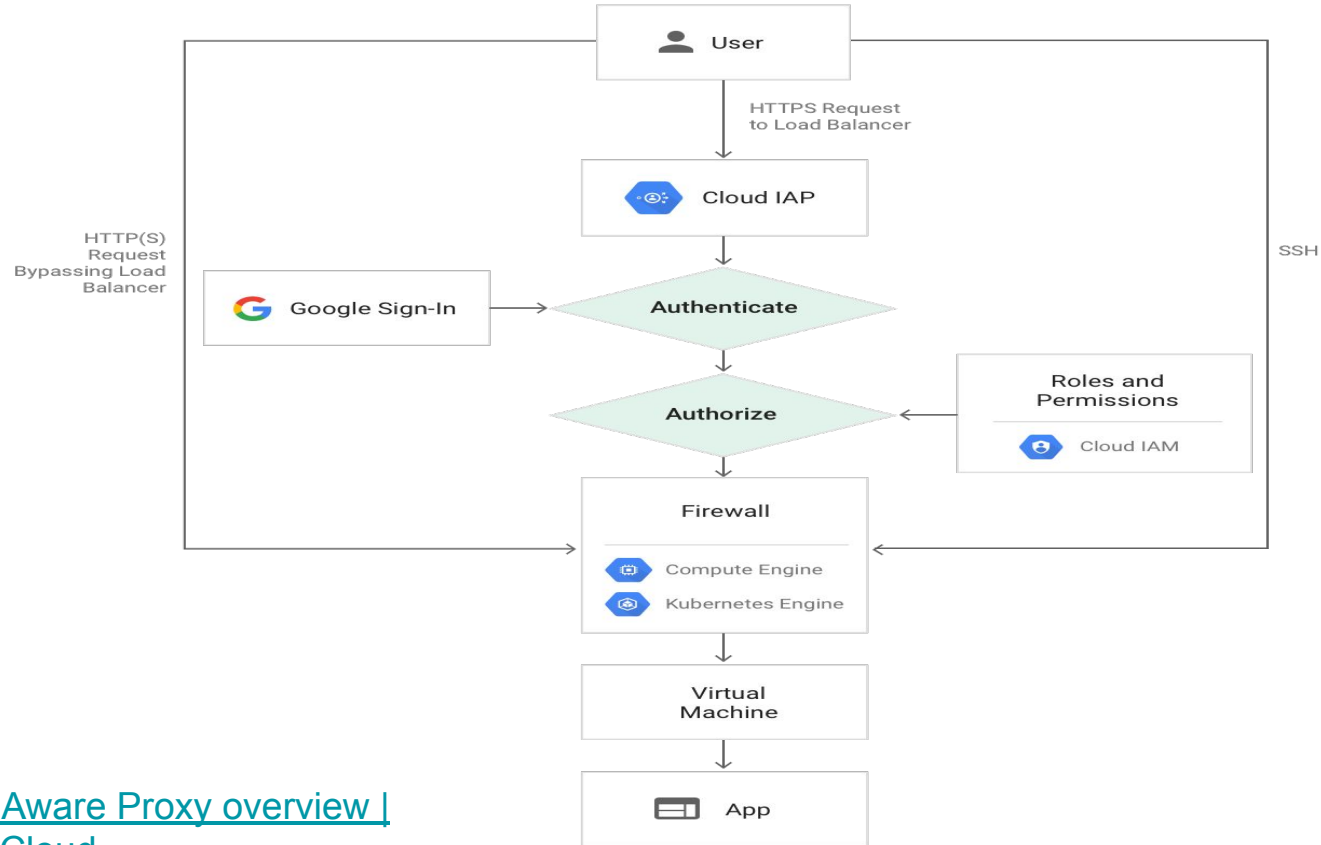 User
HTTPS Request
to Load Balancer
Cloud IAP
HTTP(S)
Request
Bypassing Load
Balancer
SSH
Google Sign-In
Authenticate
Roles and
Permissions
Cloud IAM
Authorize
Firewall
Compute Engine
Kubernetes Engine
Virtual
Machine
App
Aware Proxy overview |
Cloud